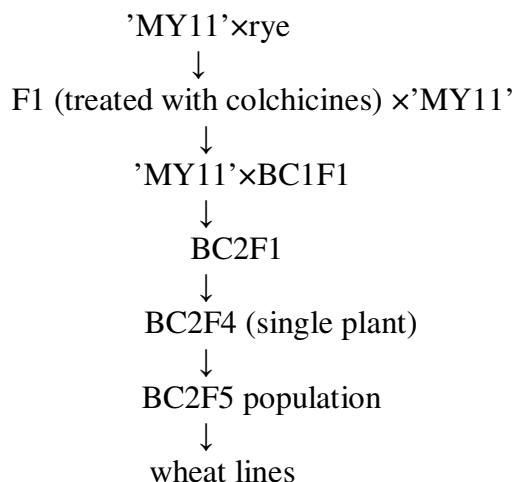 ’MY11’×rye
↓
F1 (treated with colchicines) ×’MY11’
↓
’MY11’×BC1F1
↓
BC2F1
↓
BC2F4 (single plant)
↓
BC2F5 population
↓
wheat lines